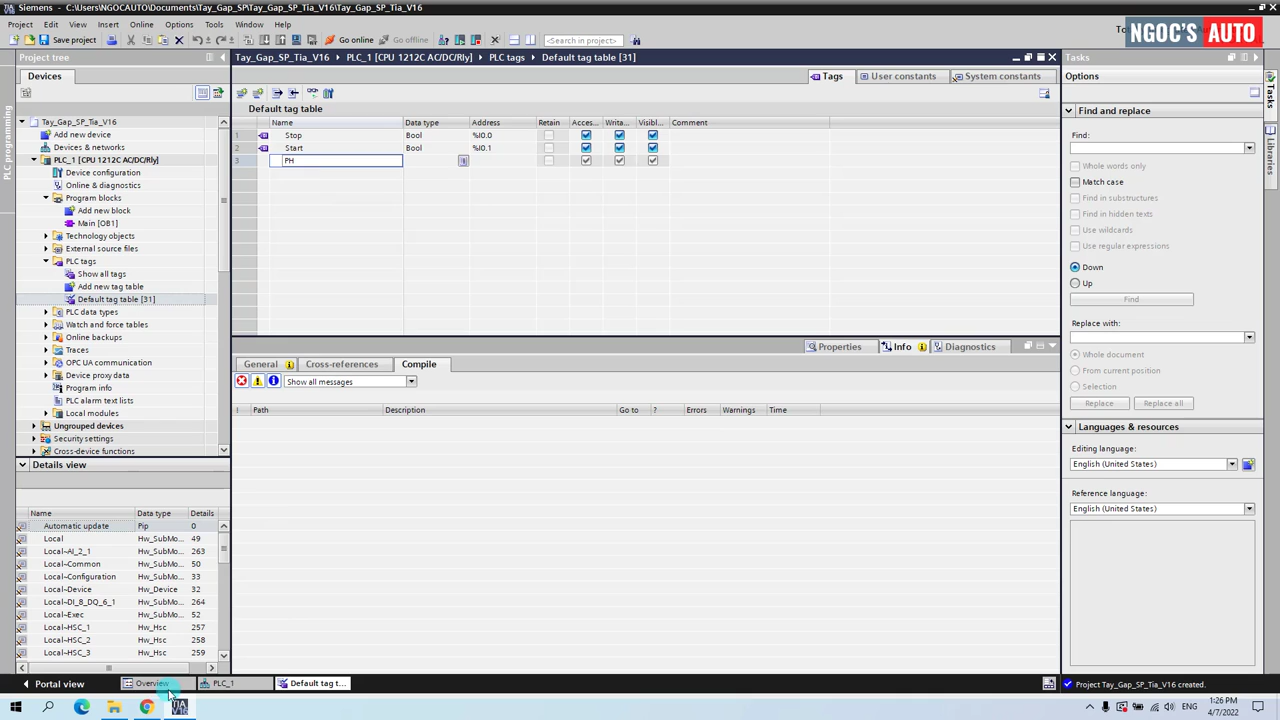 Siemens - C:\Users\NGOCAUTO\Documents\Tay_Gap_SP\Tay_Gap_SP_Tia_V16\Tay_Gap_SP_Tia_V16
Project Edit View Insert Online Options Tools Window Help
NGOC'S AUTO
Save project Go online Go offline <Search in project>
Project tree
Tay_Gap_SP_Tia_V16 ▸ PLC_1 [CPU 1212C AC/DC/Rly] ▸ PLC tags ▸ Default tag table [31]
Tasks
Devices
Tags User constants System constants
Options
Default tag table
Name Data type Address Retain Acces... Writa... Visibl... Comment
1 Stop Bool %I0.0
2 Start Bool %I0.1
3 PH
Tay_Gap_SP_Tia_V16
Add new device
Devices & networks
PLC_1 [CPU 1212C AC/DC/Rly]
Device configuration
Online & diagnostics
Program blocks
Add new block
Main [OB1]
Technology objects
External source files
PLC tags
Show all tags
Add new tag table
Default tag table [31]
PLC data types
Watch and force tables
Online backups
Traces
OPC UA communication
Device proxy data
Program info
PLC alarm text lists
Local modules
Ungrouped devices
Security settings
Cross-device functions
PLC programming
Find and replace
Find:
Whole words only
Match case
Find in substructures
Find in hidden texts
Use wildcards
Use regular expressions
Down
Up
Find
Replace with:
Whole document
From current position
Selection
Replace Replace all
Languages & resources
Editing language:
English (United States)
Reference language:
English (United States)
Tasks
Libraries
Properties Info Diagnostics
General Cross-references Compile
Show all messages
! Path Description Go to ? Errors Warnings Time
Details view
Name Data type Details
Automatic update Pip 0
Local Hw_SubMo... 49
Local~AI_2_1 Hw_SubMo... 263
Local~Common Hw_SubMo... 50
Local~Configuration Hw_SubMo... 33
Local~Device Hw_Device 32
Local~DI_8_DQ_6_1 Hw_SubMo... 264
Local~Exec Hw_SubMo... 52
Local~HSC_1 Hw_Hsc 257
Local~HSC_2 Hw_Hsc 258
Local~HSC_3 Hw_Hsc 259
Portal view Overview PLC_1 Default tag t...
Project Tay_Gap_SP_Tia_V16 created.
ENG
1:26 PM
4/7/2022